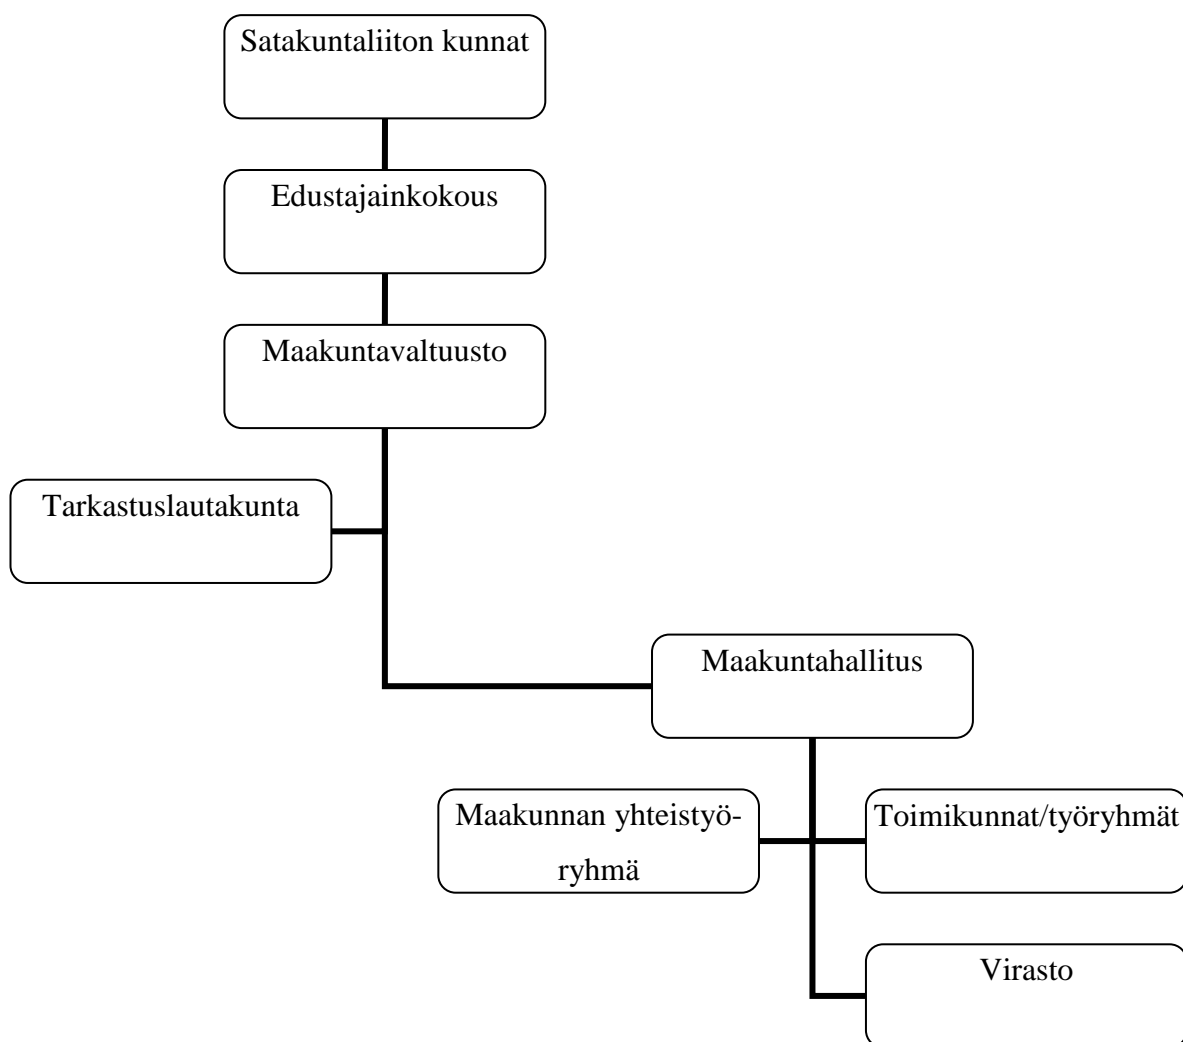 Satakuntaliiton kunnat
Edustajainkokous
Maakuntavaltuusto
Tarkastuslautakunta
Maakuntahallitus
Maakunnan yhteistyö-
ryhmä
Toimikunnat/työryhmät
Virasto